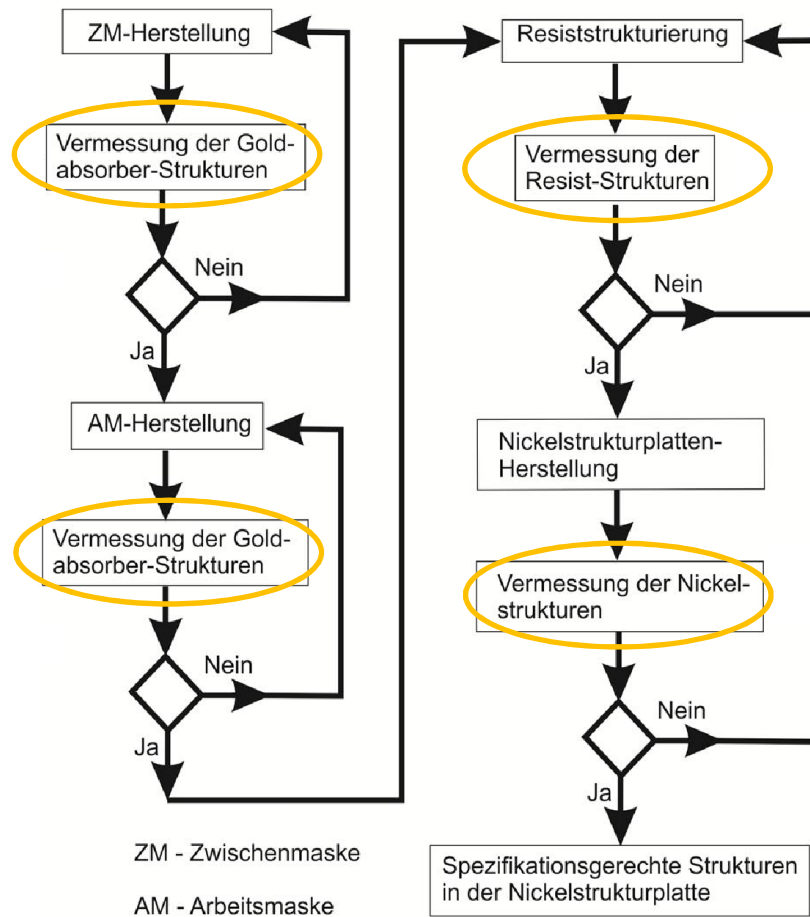 ZM-Herstellung
Vermessung der Gold-
absorber-Strukturen
Nein
Ja
AM-Herstellung
Vermessung der Gold-
absorber-Strukturen
Nein
Ja
ZM - Zwischenmaske
AM - Arbeitsmaske
Resiststrukturierung
Vermessung der
Resist-Strukturen
Nein
Ja
Nickelstrukturplatten-
Herstellung
Vermessung der Nickel-
strukturen
Nein
Ja
Spezifikationsgerechte Strukturen
in der Nickelstrukturplatte